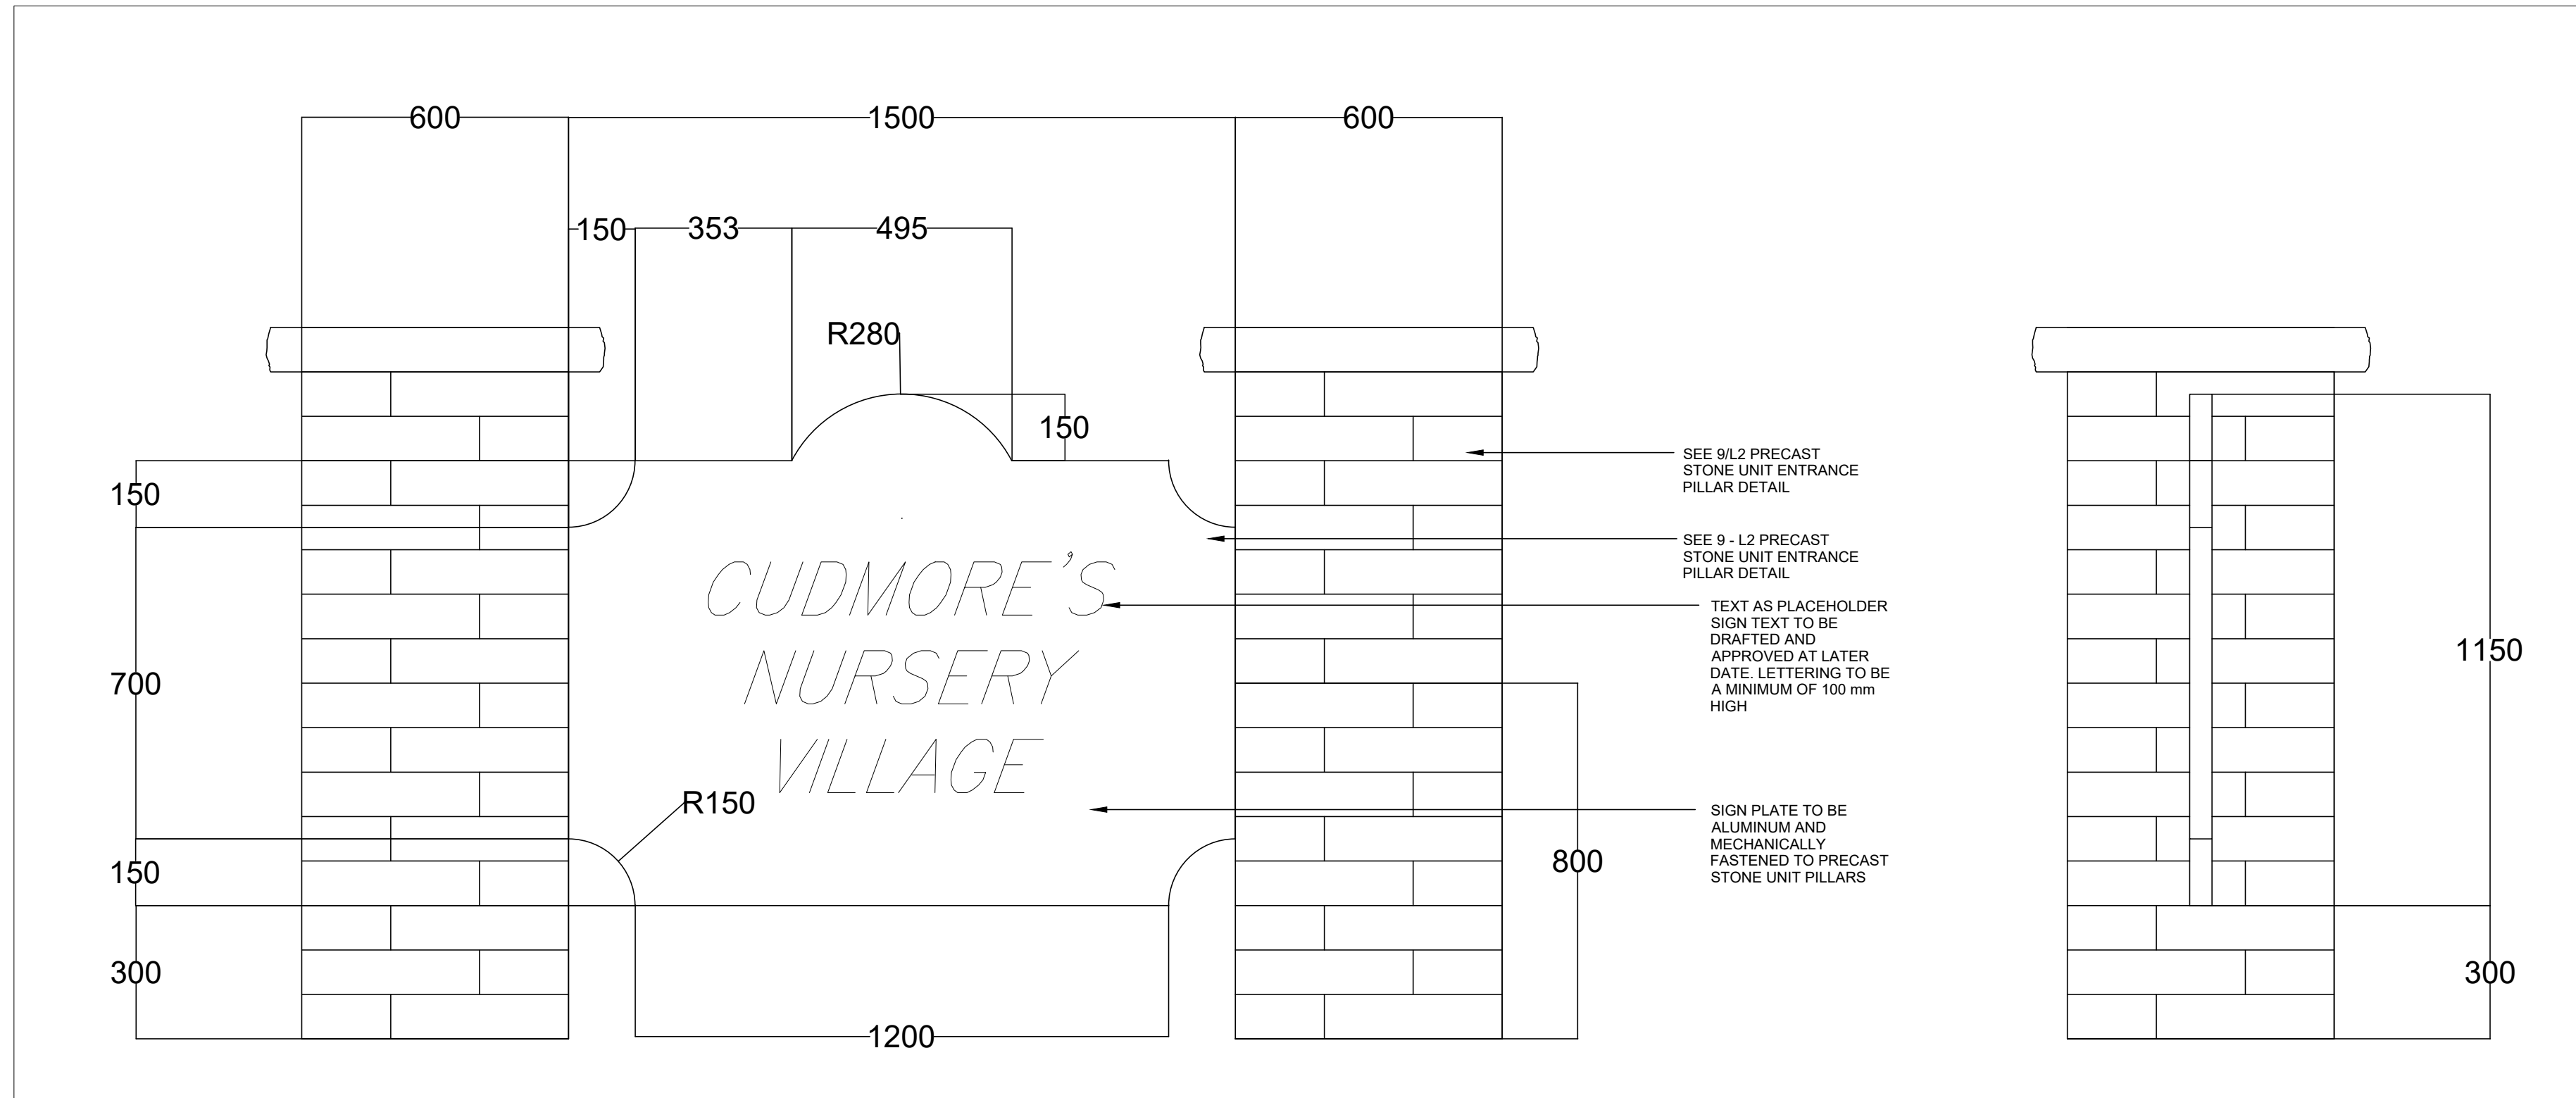 600
1500
600
150
353
495
R280
150
150
700
150
300
R150
1200
800
CUDMORE'S
NURSERY
VILLAGE
SEE 9/L2 PRECAST
STONE UNIT ENTRANCE
PILLAR DETAIL
SEE 9 - L2 PRECAST
STONE UNIT ENTRANCE
PILLAR DETAIL
TEXT AS PLACEHOLDER
SIGN TEXT TO BE
DRAFTED AND
APPROVED AT LATER
DATE. LETTERING TO BE
A MINIMUM OF 100 mm
HIGH
SIGN PLATE TO BE
ALUMINUM AND
MECHANICALLY
FASTENED TO PRECAST
STONE UNIT PILLARS
1150
300